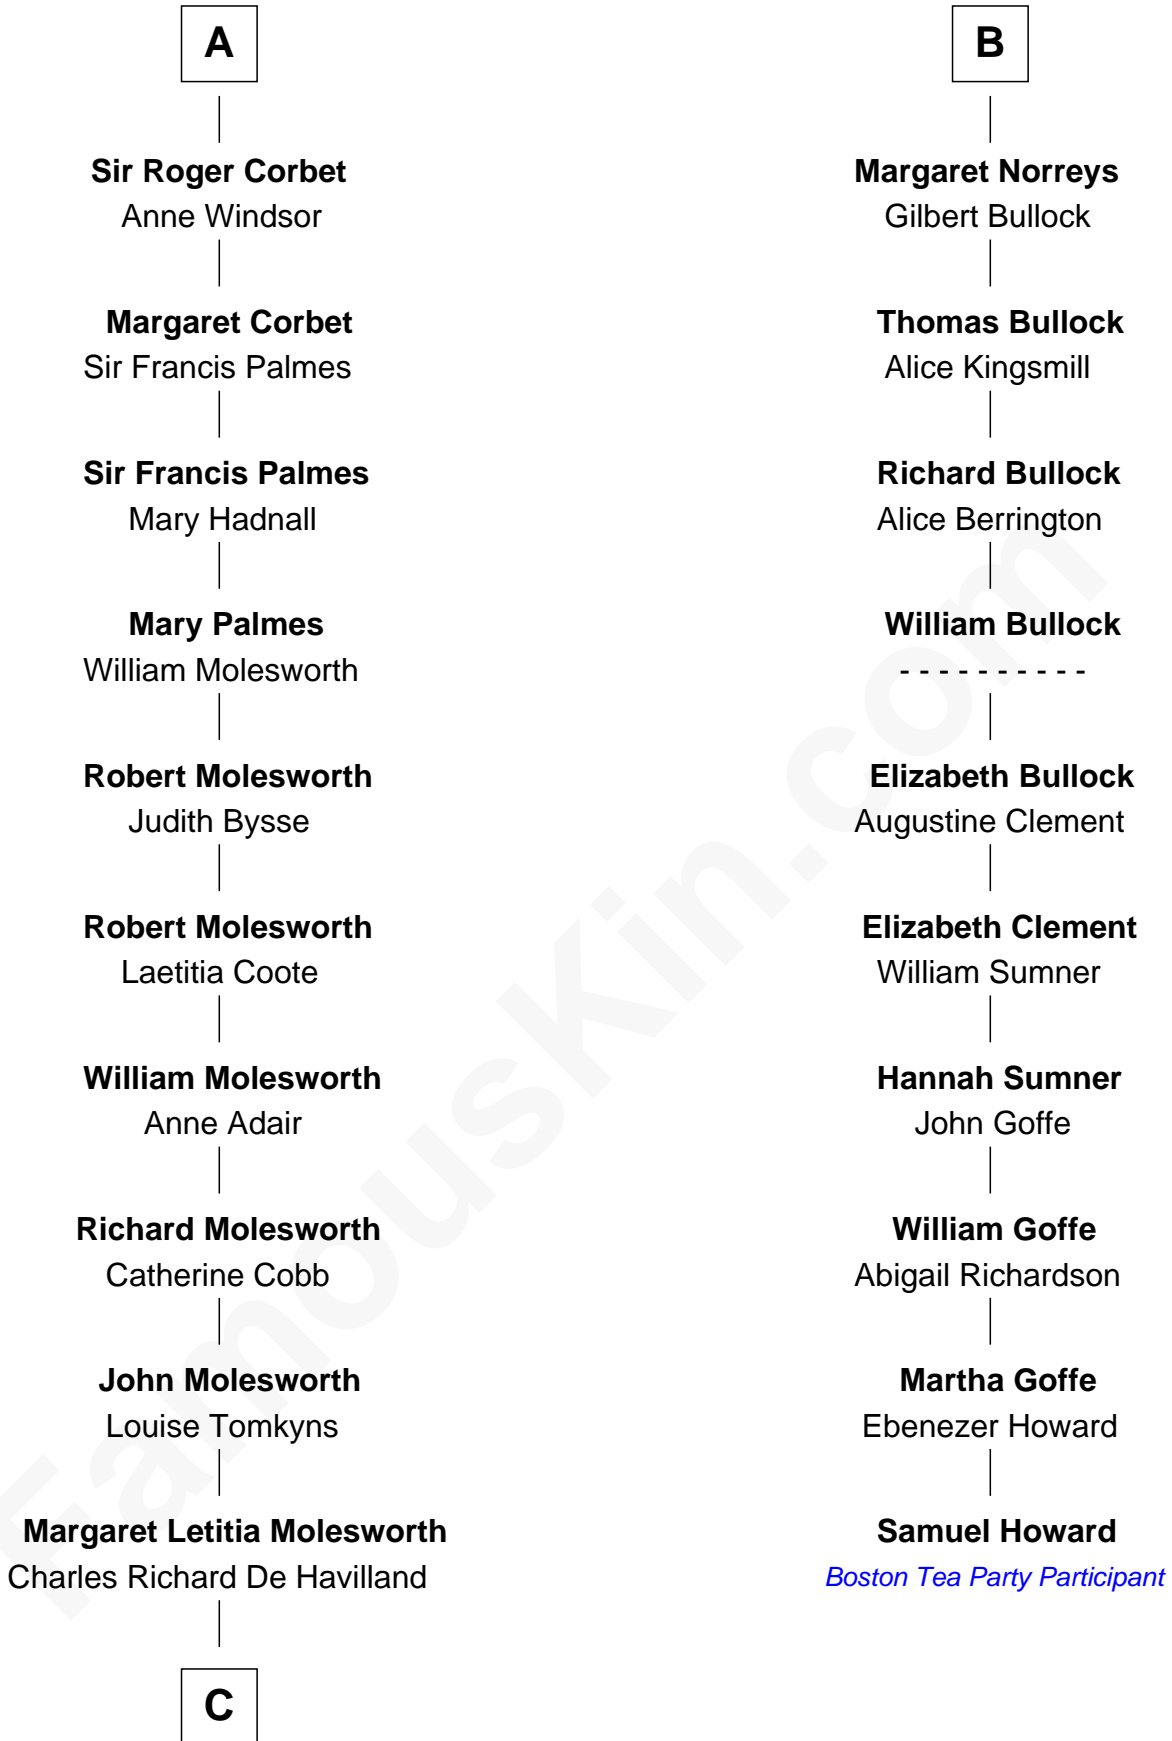 A
Sir Roger Corbet
Anne Windsor
Margaret Corbet
Sir Francis Palmes
Sir Francis Palmes
Mary Hadnall
Mary Palmes
William Molesworth
Robert Molesworth
Judith Bysse
Robert Molesworth
Laetitia Coote
William Molesworth
Anne Adair
Richard Molesworth
Catherine Cobb
John Molesworth
Louise Tomkyns
Margaret Letitia Molesworth
Charles Richard De Havilland
C
B
Margaret Norreys
Gilbert Bullock
Thomas Bullock
Alice Kingsmill
Richard Bullock
Alice Berrington
William Bullock
- - - - - - - - - -
Elizabeth Bullock
Augustine Clement
Elizabeth Clement
William Sumner
Hannah Sumner
John Goffe
William Goffe
Abigail Richardson
Martha Goffe
Ebenezer Howard
Samuel Howard
Boston Tea Party Participant
FamousKin.com